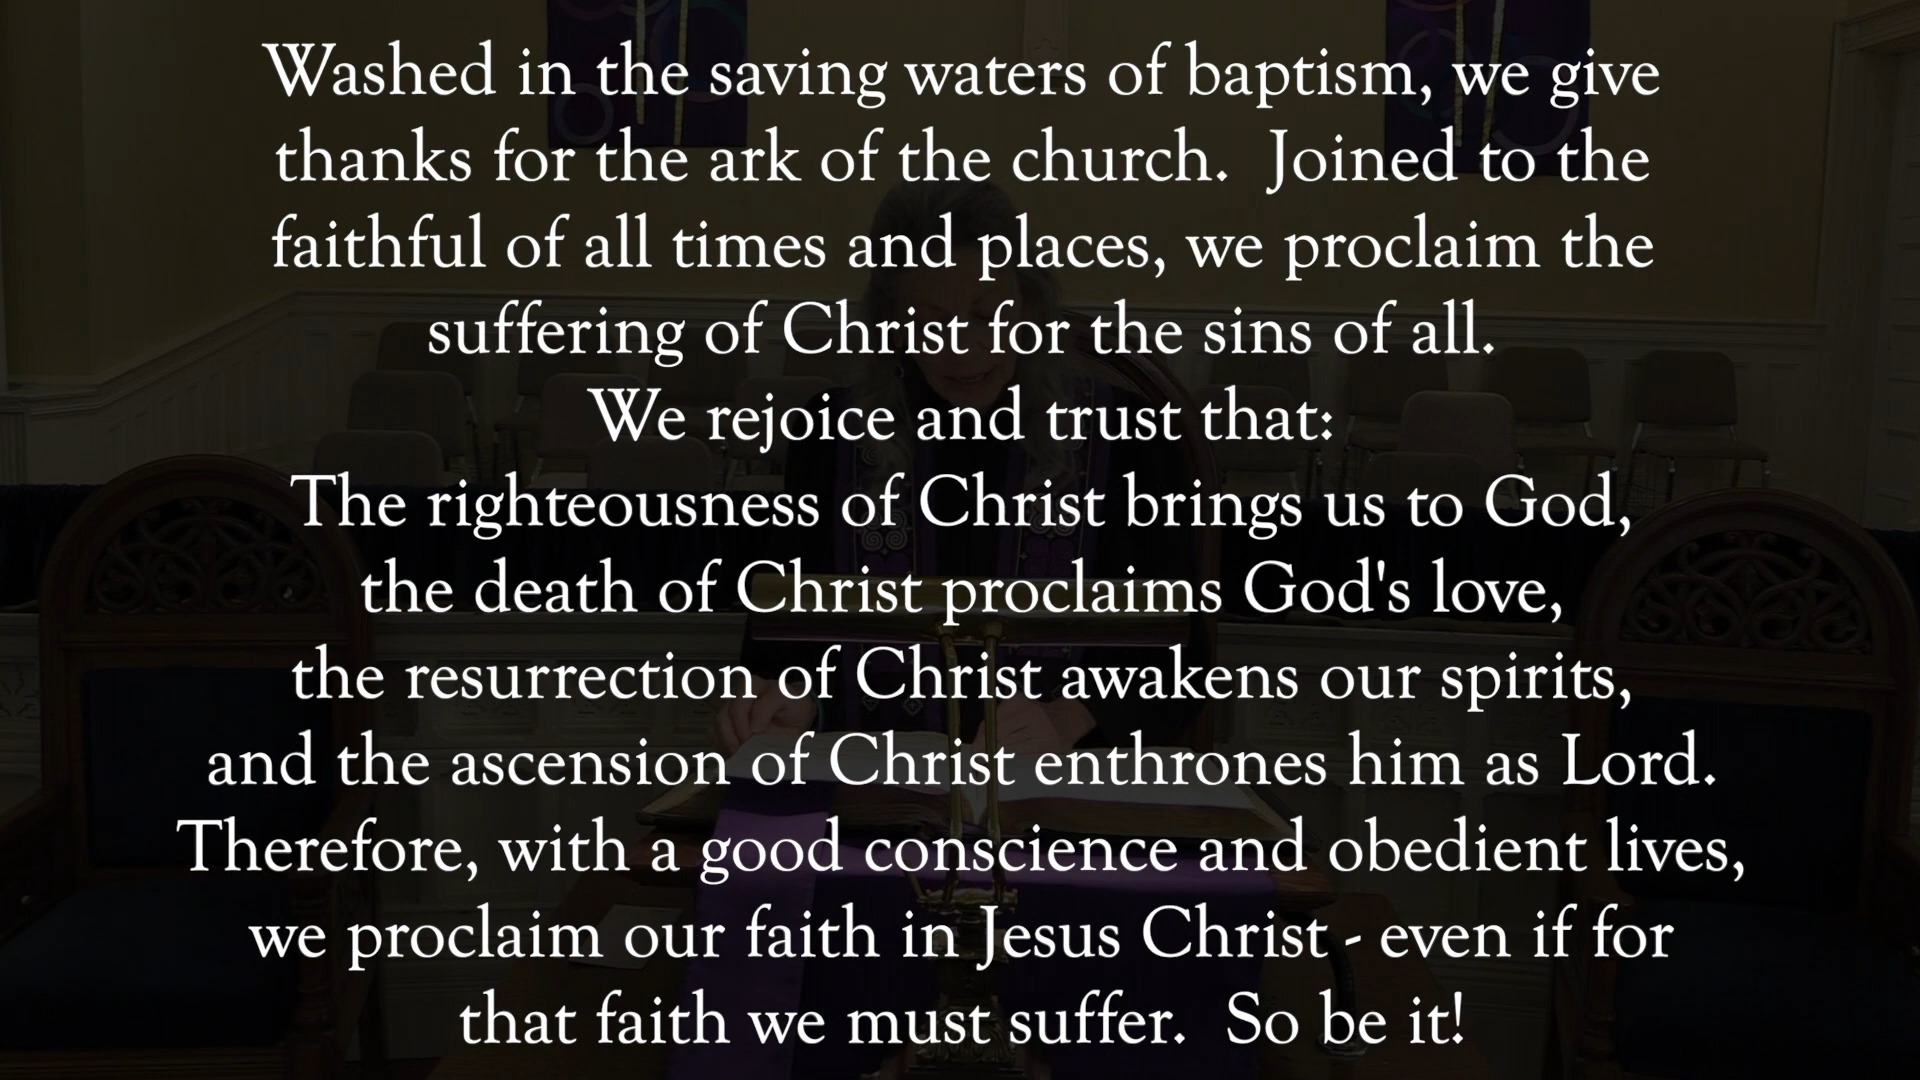 Washed in the saving waters of baptism, we give
thanks for the ark of the church.  Joined to the
faithful of all times and places, we proclaim the
suffering of Christ for the sins of all.
We rejoice and trust that:
The righteousness of Christ brings us to God,
the death of Christ proclaims God's love,
the resurrection of Christ awakens our spirits,
and the ascension of Christ enthrones him as Lord.
Therefore, with a good conscience and obedient lives,
we proclaim our faith in Jesus Christ - even if for
that faith we must suffer.  So be it!